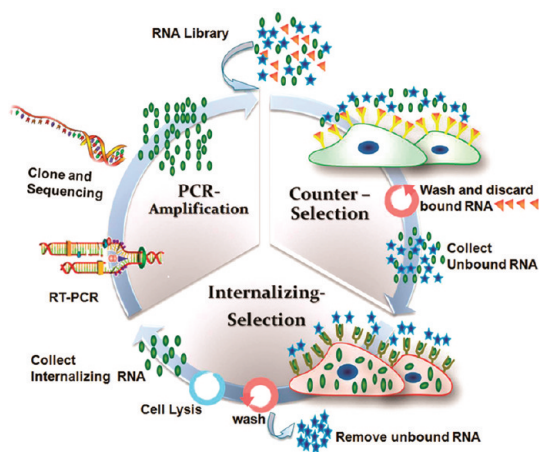 RNA Library
Clone and
Sequencing
PCR-
Amplification
Counter –
Selection
Wash and discard
bound RNA
Collect
Unbound RNA
RT-PCR
Internalizing-
Selection
Collect
Internalizing RNA
Cell Lysis
wash
Remove unbound RNA